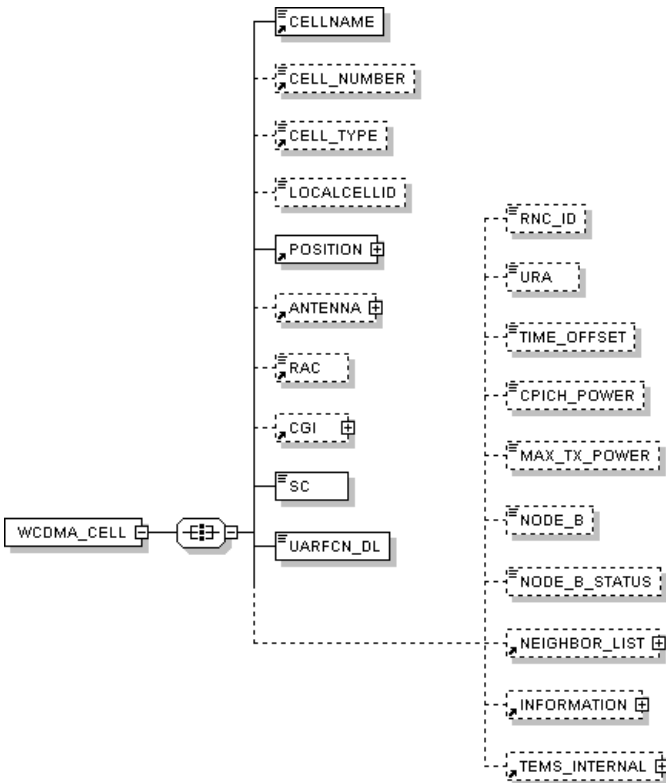 CELLNAME
CELL_NUMBER
CELL_TYPE
LOCALCELLID
POSITION
ANTENNA
RAC
CGI
SC
WCDMA_CELL
UARFCN_DL
RNC_ID
URA
TIME_OFFSET
CPICH_POWER
MAX_TX_POWER
NODE_B
NODE_B_STATUS
NEIGHBOR_LIST
INFORMATION
TEMS_INTERNAL